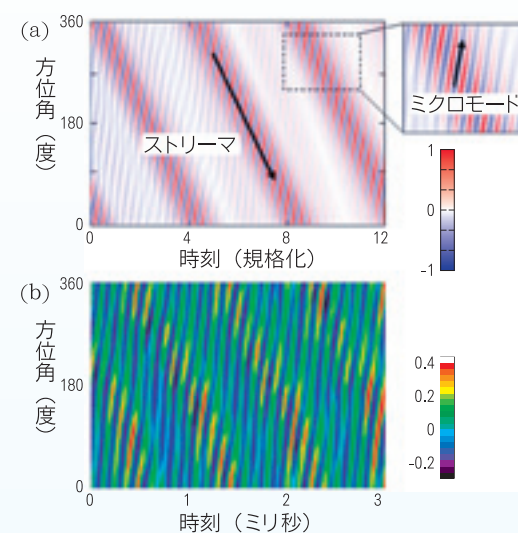 (a)
方位角（度）
360
180
0
ストリーマ
ミクロモード
0 4 8 12
時刻（規格化）
1
0
-1
(b)
方位角（度）
360
180
0
0 1 2 3
時刻（ミリ秒）
0.4
0.2
0
-0.2